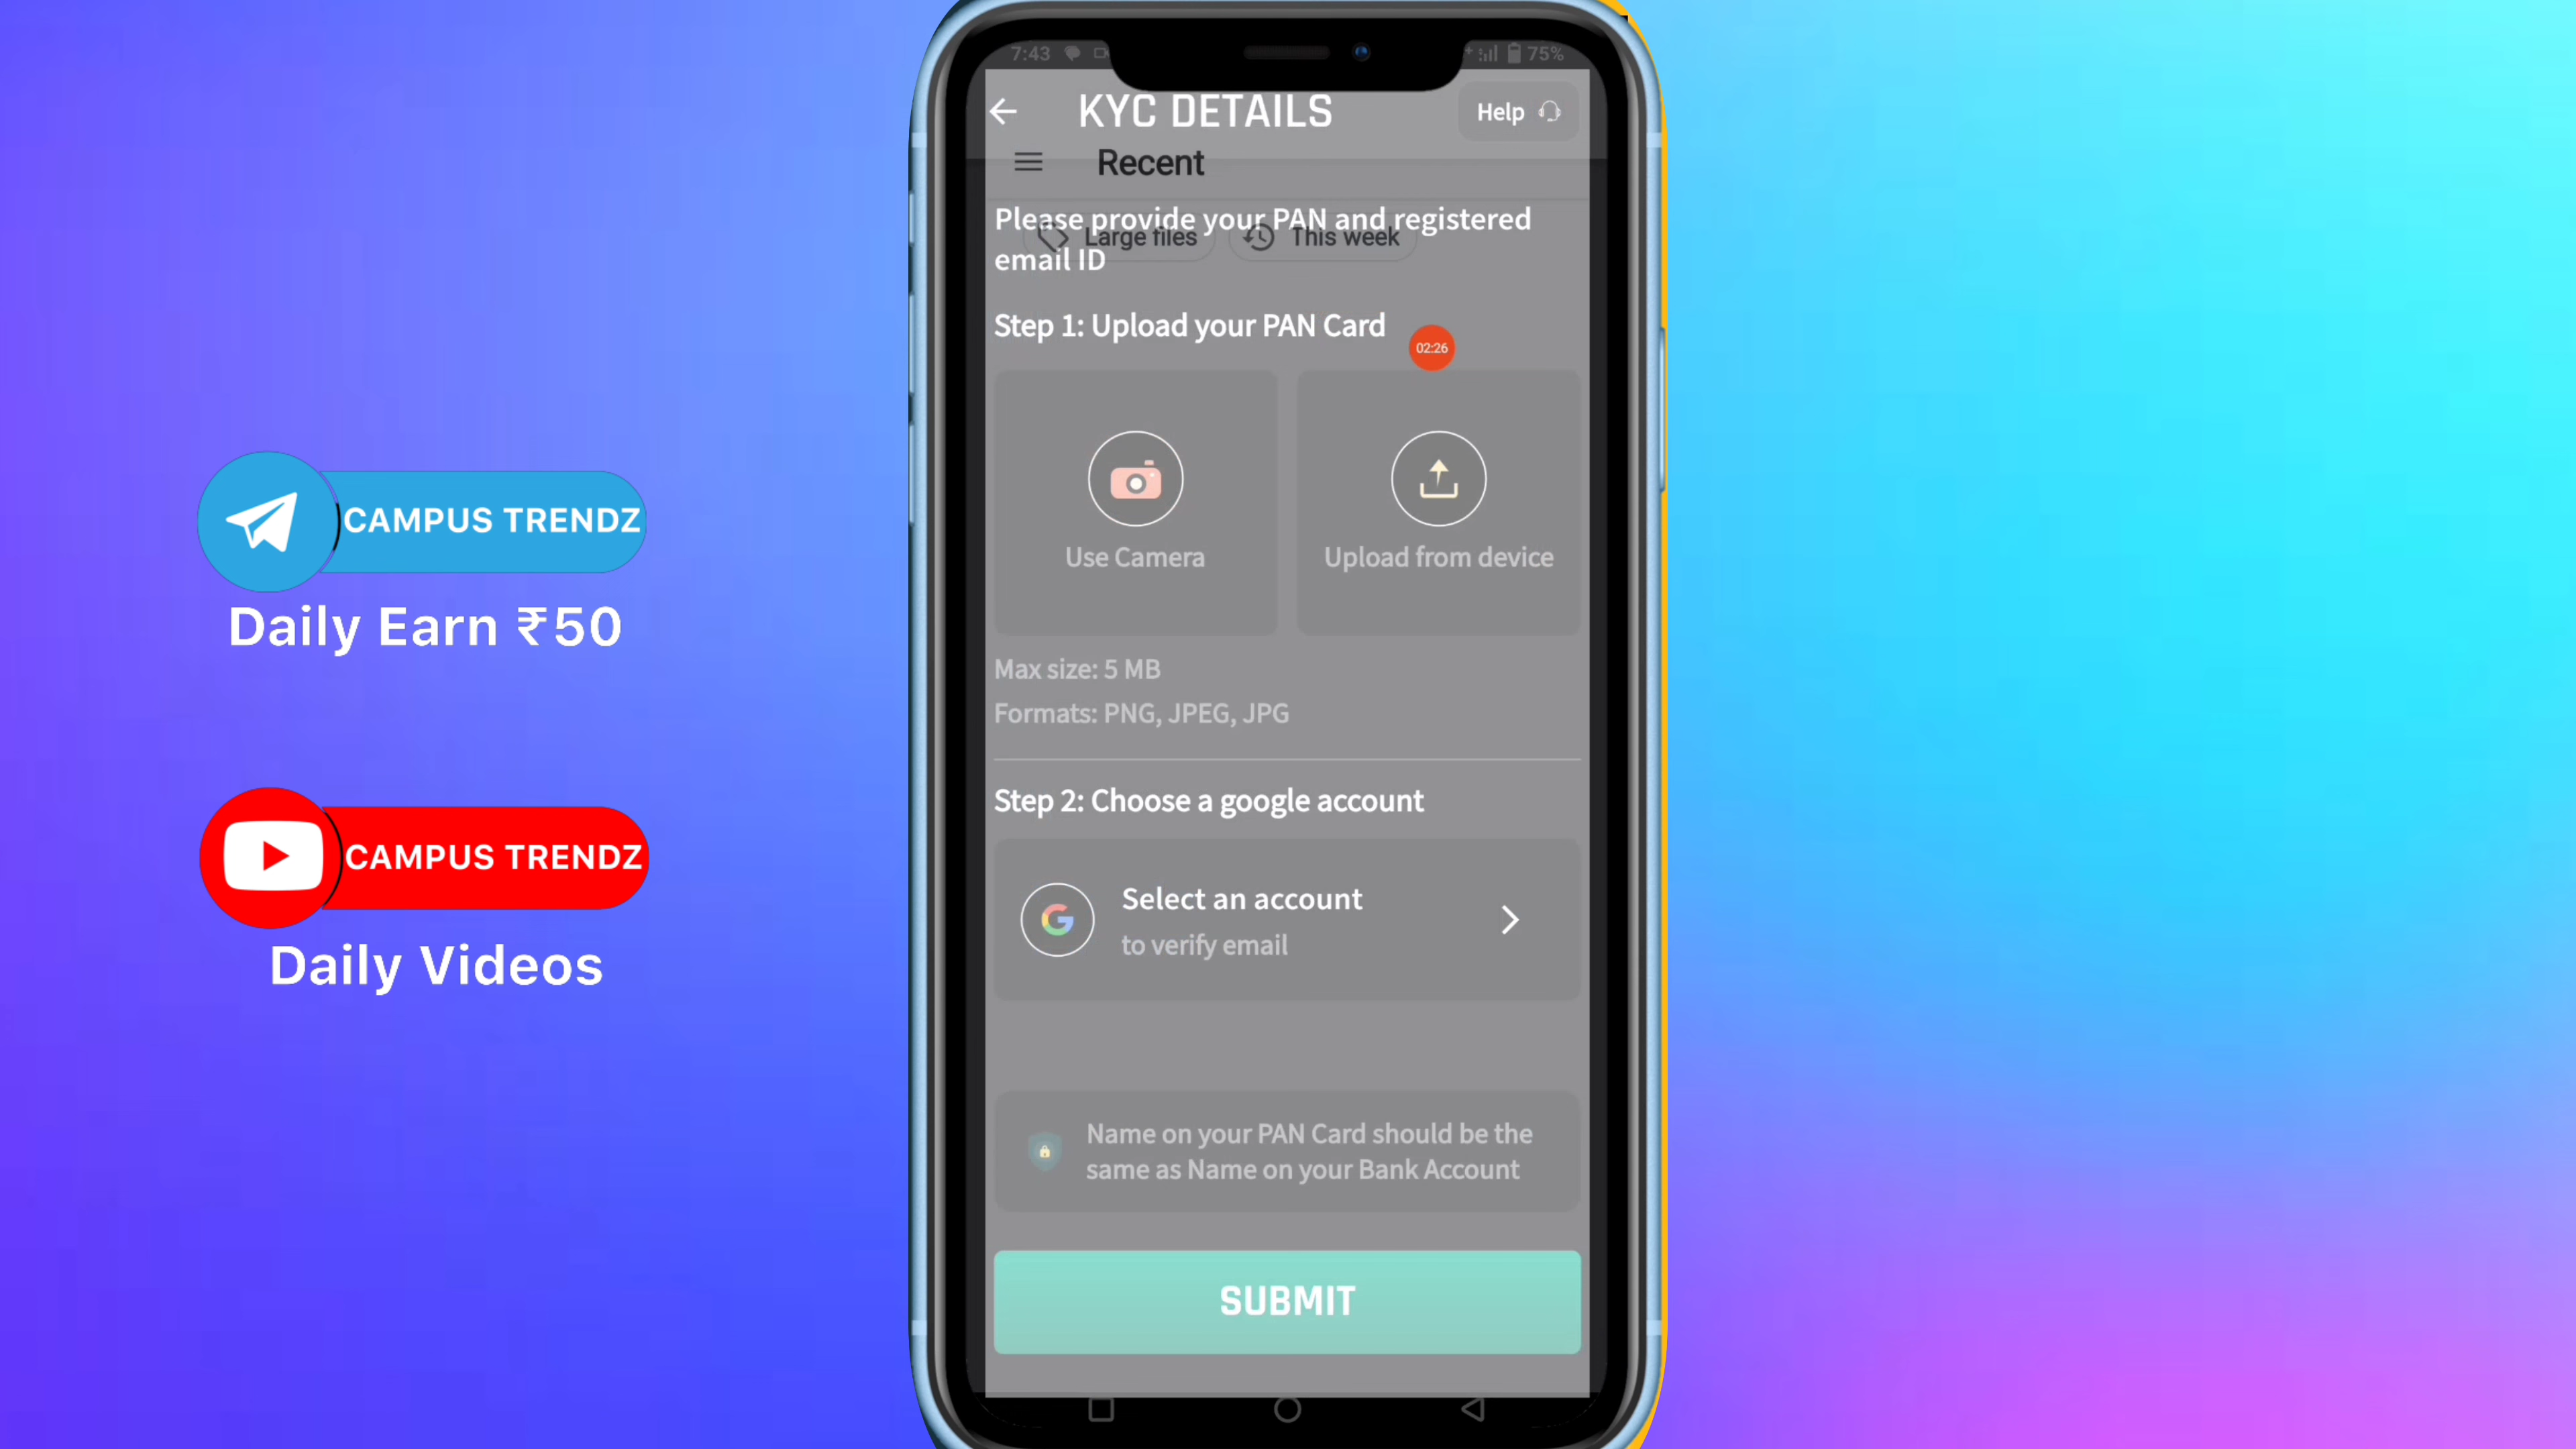 CAMPUS TRENDZ
Daily Earn ₹50
CAMPUS TRENDZ
Daily Videos
7:43
75%
KYC DETAILS
Help
Recent
Please provide your PAN and registered
Large files
This week
email ID
Step 1: Upload your PAN Card
02:26
Use Camera
Upload from device
Max size: 5 MB
Formats: PNG, JPEG, JPG
Step 2: Choose a google account
G
Select an account
to verify email
Name on your PAN Card should be the
same as Name on your Bank Account
SUBMIT